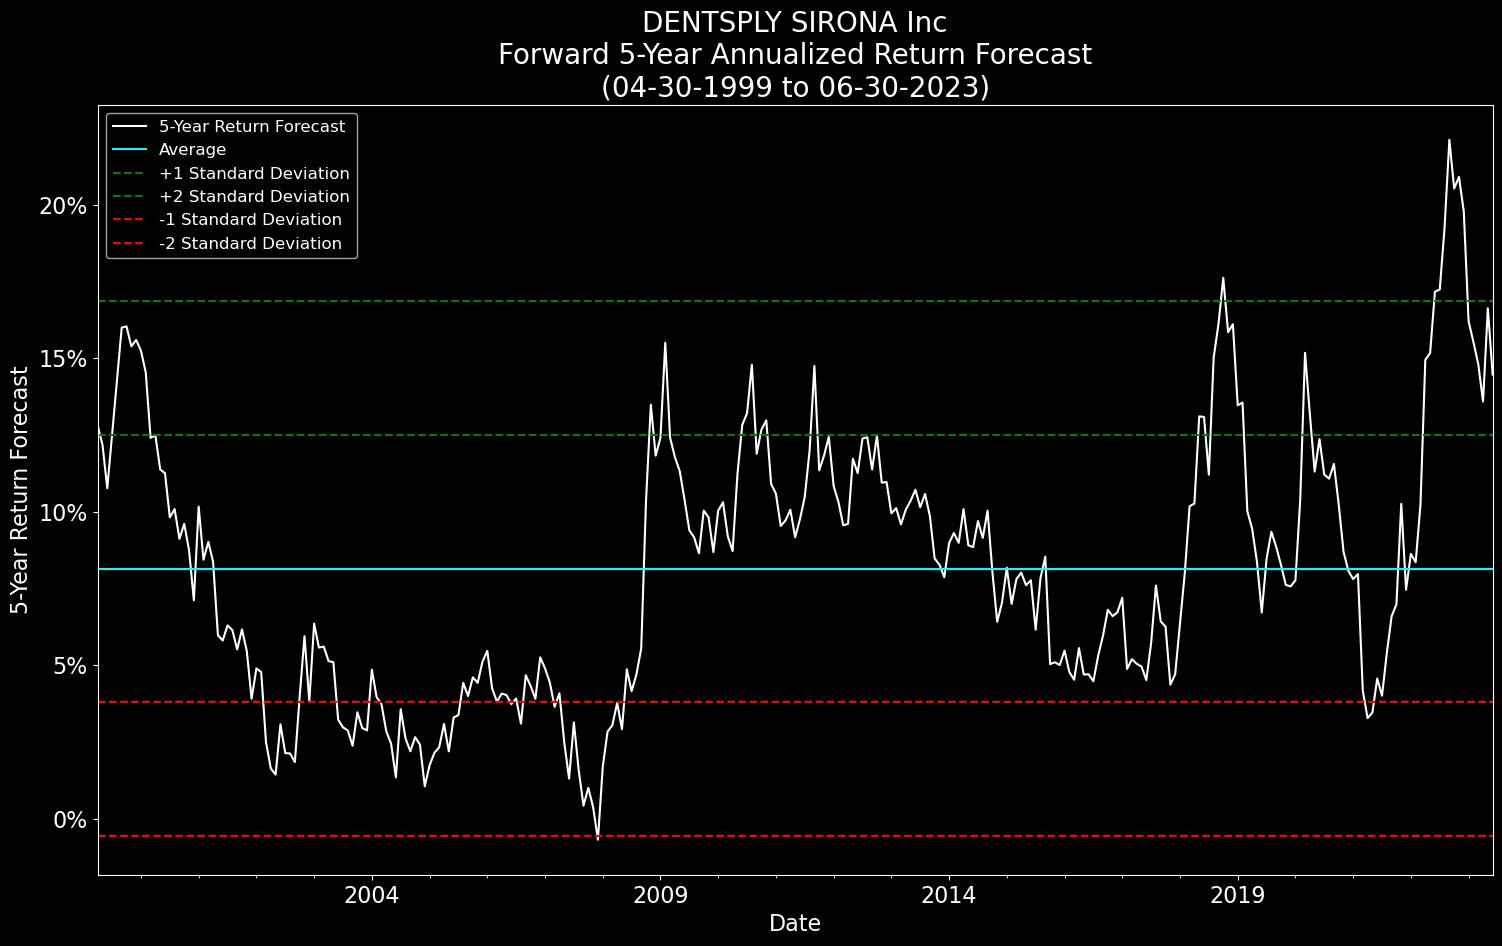 DENTSPLY SIRONA Inc
Forward 5-Year Annualized Return Forecast
(04-30-1999 to 06-30-2023)
5-Year Return Forecast
Average
+1 Standard Deviation
+2 Standard Deviation
-1 Standard Deviation
-2 Standard Deviation
20%
15%
10%
5%
0%
5-Year Return Forecast
2004
2009
2014
2019
Date